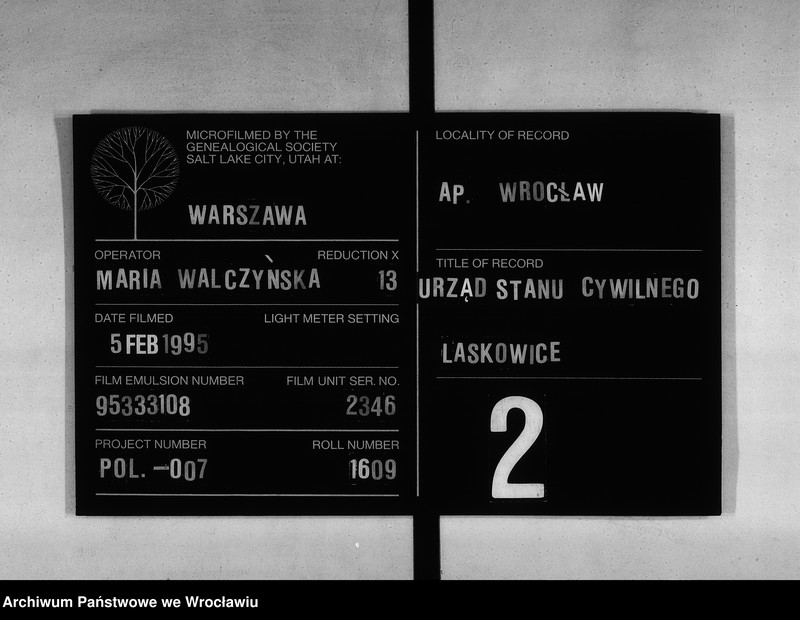 MICROFILMED BY THE
GENEALOGICAL SOCIETY
SALT LAKE CITY, UTAH AT:
WARSZAWA
OPERATOR REDUCTION X
MARIA WALCZYŃSKA 13
DATE FILMED LIGHT METER SETTING
5 FEB 1995
FILM EMULSION NUMBER FILM UNIT SER. NO.
95333108 2346
PROJECT NUMBER ROLL NUMBER
POL. -007 1609
LOCALITY OF RECORD
AP. WROCŁAW
TITLE OF RECORD
URZĄD STANU CYWILNEGO
LASKOWICE
2
Archiwum Państwowe we Wrocławiu